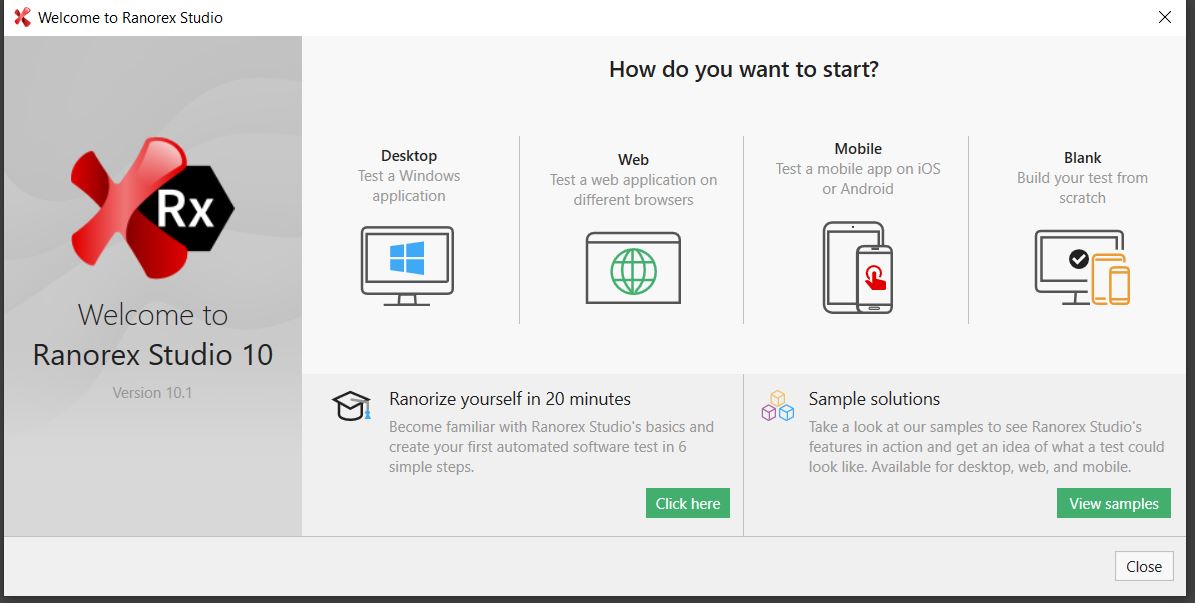 Welcome to Ranorex Studio
How do you want to start?
Desktop
Test a Windows
application
Web
Test a web application on
different browsers
Mobile
Test a mobile app on iOS
or Android
Blank
Build your test from
scratch
Rx
Welcome to
Ranorex Studio 10
Version 10.1
Ranorize yourself in 20 minutes
Become familiar with Ranorex Studio's basics and
create your first automated software test in 6
simple steps.
Click here
Sample solutions
Take a look at our samples to see Ranorex Studio's
features in action and get an idea of what a test could
look like. Available for desktop, web, and mobile.
View samples
Close